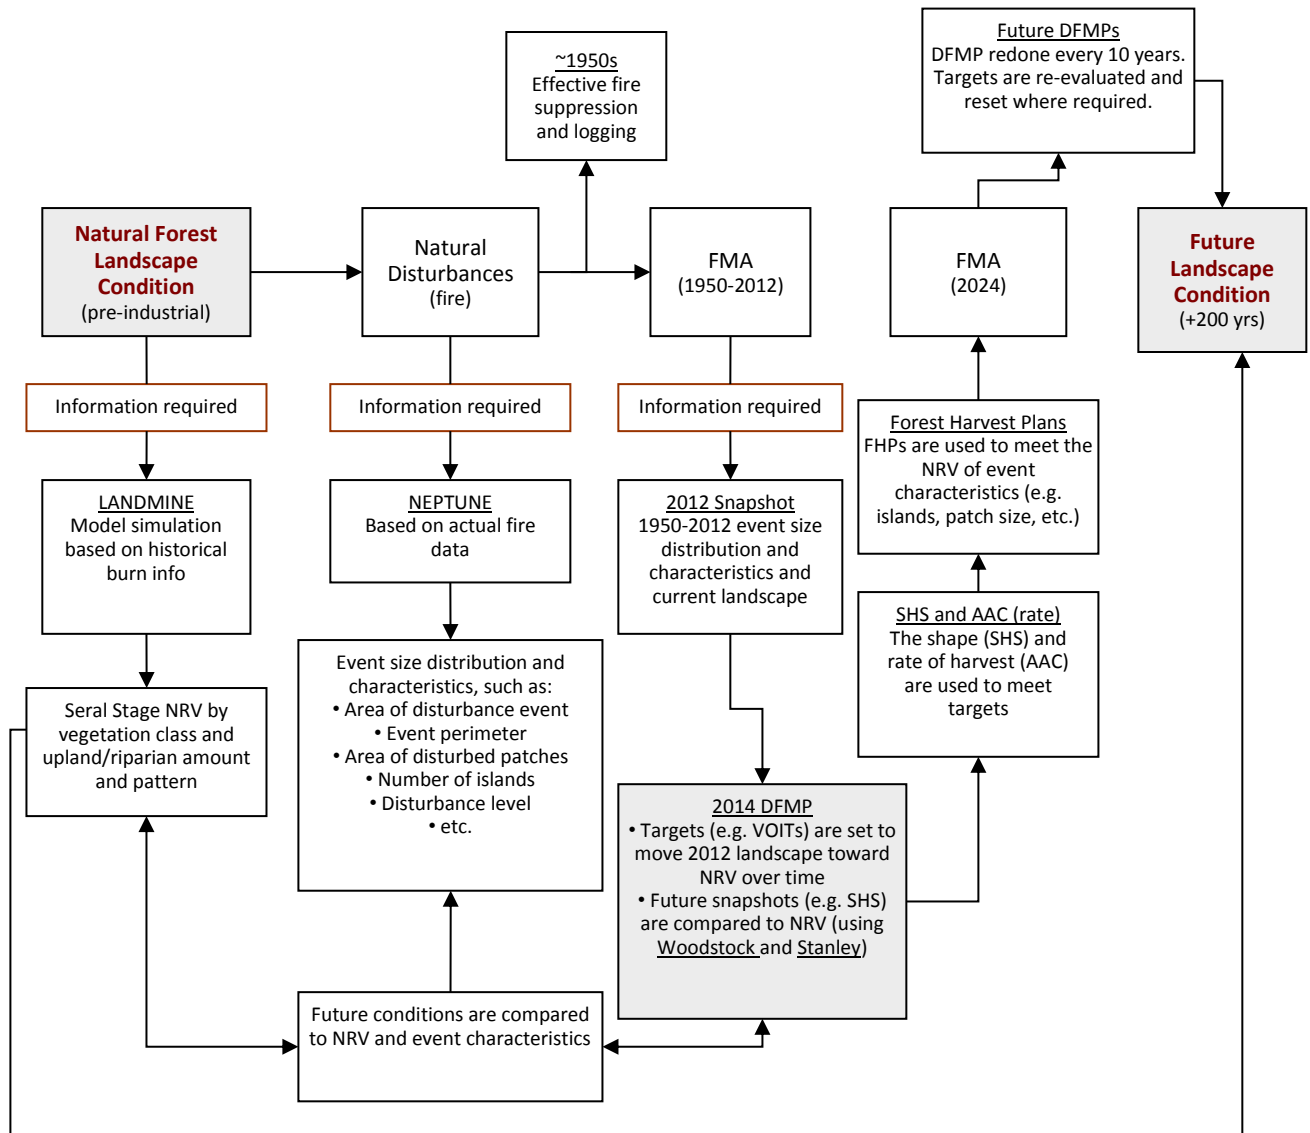 Future DFMPs
DFMP redone every 10 years.
Targets are re-evaluated and
reset where required.
~1950s
Effective fire
suppression
and logging
Natural Forest
Landscape
Condition
(pre-industrial)
Natural
Disturbances
(fire)
FMA
(1950-2012)
FMA
(2024)
Future
Landscape
Condition
(+200 yrs)
Information required
Information required
Information required
Forest Harvest Plans
FHPs are used to meet the
NRV of event
characteristics (e.g.
islands, patch size, etc.)
LANDMINE
Model simulation
based on historical
burn info
NEPTUNE
Based on actual fire
data
2012 Snapshot
1950-2012 event size
distribution and
characteristics and
current landscape
SHS and AAC (rate)
The shape (SHS) and
rate of harvest (AAC)
are used to meet
targets
Seral Stage NRV by
vegetation class and
upland/riparian amount
and pattern
Event size distribution and
characteristics, such as:
• Area of disturbance event
• Event perimeter
• Area of disturbed patches
• Number of islands
• Disturbance level
• etc.
2014 DFMP
• Targets (e.g. VOITs) are set to
move 2012 landscape toward
NRV over time
• Future snapshots (e.g. SHS)
are compared to NRV (using
Woodstock and Stanley)
Future conditions are compared
to NRV and event characteristics